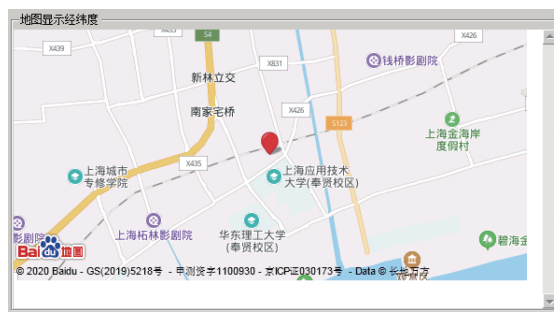 地图显示经纬度
X439
S4
X426
X831
钱桥影剧院
新林立交
南家宅桥
X426
S123
上海金海岸
度假村
X435
上海城市
专修学院
上海应用技术
大学(奉贤校区)
影剧院
上海柘林影剧院
华东理工大学
(奉贤校区)
碧海金
Bai 地图
© 2020 Baidu - GS(2019)5218号 - 甲测资字1100930 - 京ICP证030173号 - Data © 长地万方